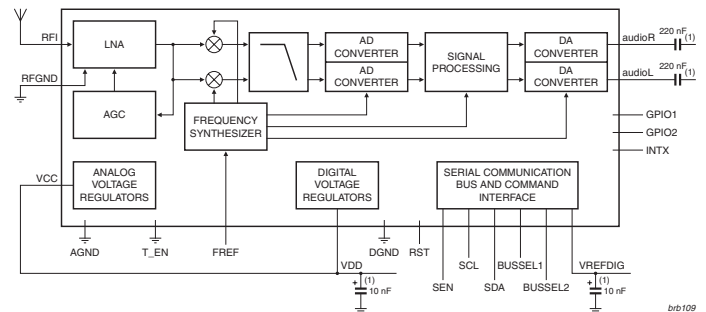 RFI
LNA
RFGND
AGC
FREQUENCY
SYNTHESIZER
AD
CONVERTER
AD
CONVERTER
SIGNAL
PROCESSING
DA
CONVERTER
DA
CONVERTER
audioR
220 nF
(1)
audioL
220 nF
(1)
GPIO1
GPIO2
INTX
VCC
ANALOG
VOLTAGE
REGULATORS
DIGITAL
VOLTAGE
REGULATORS
SERIAL COMMUNICATION
BUS AND COMMAND
INTERFACE
AGND
T_EN
FREF
DGND
RST
VDD
+
(1)
10 nF
SEN
SCL
SDA
BUSSEL1
BUSSEL2
VREFDIG
+
(1)
10 nF
brb109